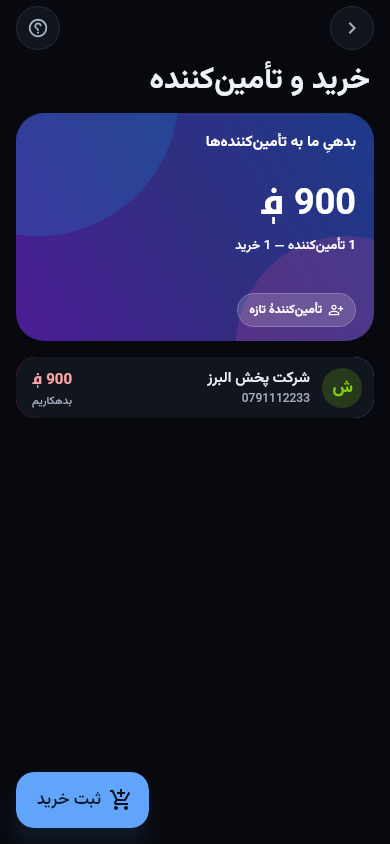 خرید و تأمین‌کننده
بدهیِ ما به تأمین‌کننده‌ها
900 ؋
1 تأمین‌کننده — 1 خرید
تأمین‌کنندهٔ تازه
ش
شرکت پخش البرز
0791112233
900 ؋
بدهکاریم
ثبت خرید